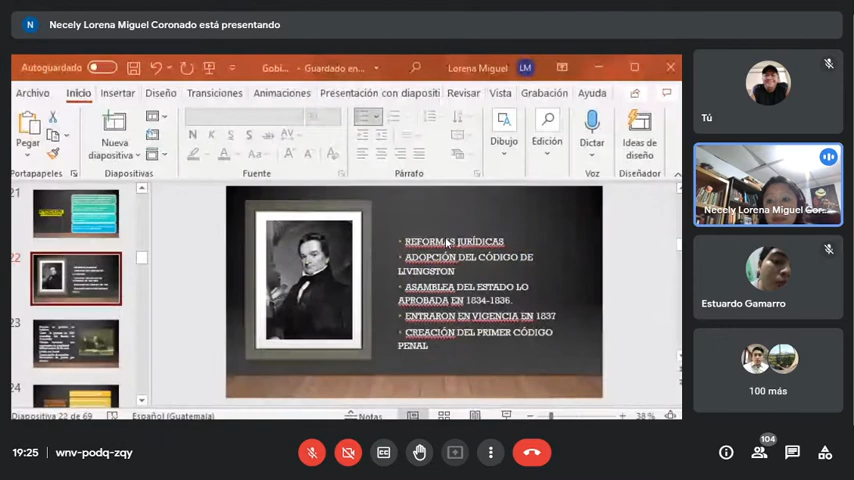 N Necely Lorena Miguel Coronado está presentando
Autoguardado
Gobi... - Guardado en...
Lorena Miguel
LM
Archivo Inicio Insertar Diseño Transiciones Animaciones Presentación con diapositi Revisar Vista Grabación Ayuda
Pegar
Nueva
diapositiva
N K S S
AV
Aa
A A
Dibujo
Edición
Dictar
Ideas de
diseño
Portapapeles
Diapositivas
Fuente
Párrafo
Voz
Diseñador
21
22
23
24
REFORMAS JURÍDICAS
ADOPCIÓN DEL CÓDIGO DE
LIVINGSTON
ASAMBLEA DEL ESTADO LO
APROBADA EN 1834-1836.
ENTRARON EN VIGENCIA EN 1837
CREACIÓN DEL PRIMER CÓDIGO
PENAL
Diapositiva 22 de 69
Español (Guatemala)
Notas
38 %
Tú
Necely Lorena Miguel Cor...
Estuardo Gamarro
100 más
19:25
wnv-podq-zqy
104